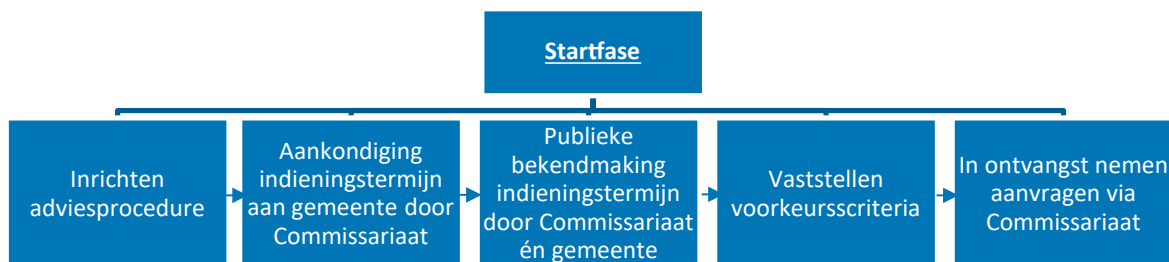 Startfase
Inrichten
adviesprocedure
Aankondiging
indieningstermijn
aan gemeente door
Commissariaat
Publieke
bekendmaking
indieningstermijn
door Commissariaat
én gemeente
Vaststellen
voorkeursscriteria
In ontvangst nemen
aanvragen via
Commissariaat